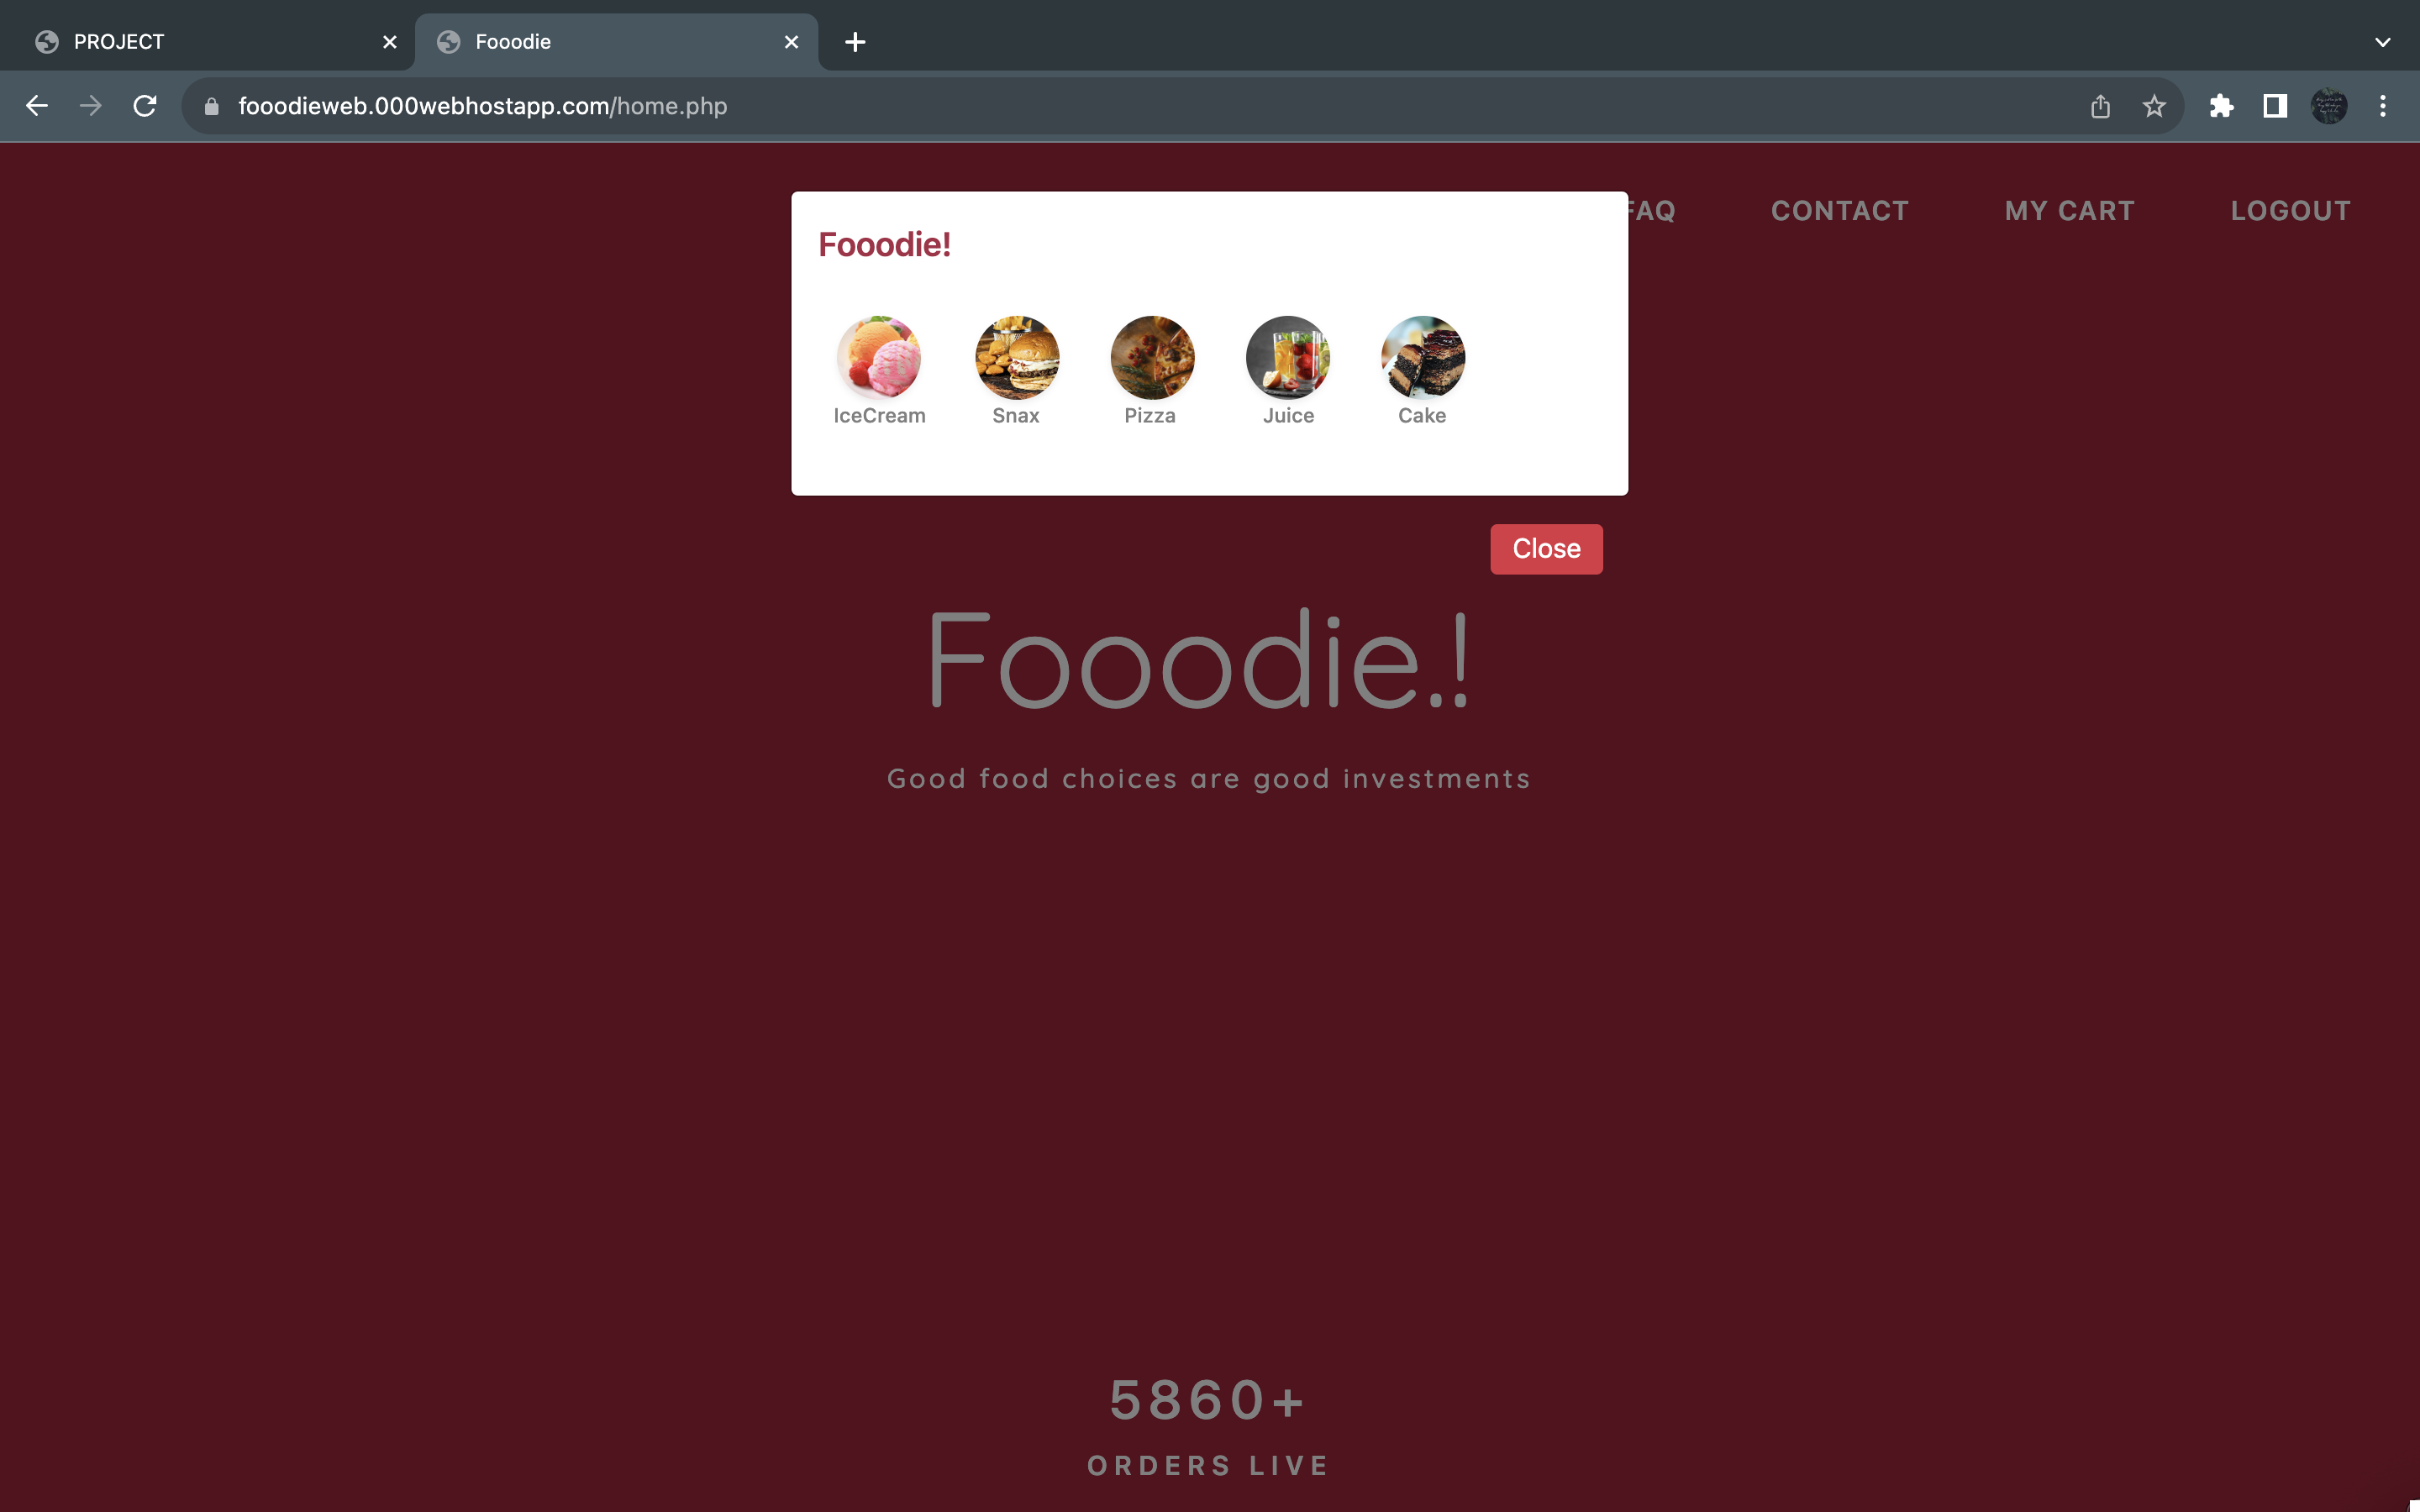 PROJECT
Fooodie
fooodieweb.000webhostapp.com/home.php
FAQ
CONTACT
MY CART
LOGOUT
Fooodie!
IceCream
Snax
Pizza
Juice
Cake
Close
Fooodie.!
Good food choices are good investments
5860+
ORDERS LIVE